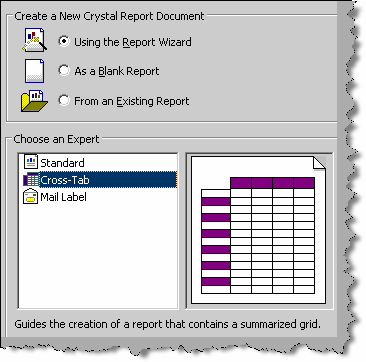 Create a New Crystal Report Document
Using the Report Wizard
As a Blank Report
From an Existing Report
Choose an Expert
Standard
Cross-Tab
Mail Label
Guides the creation of a report that contains a summarized grid.